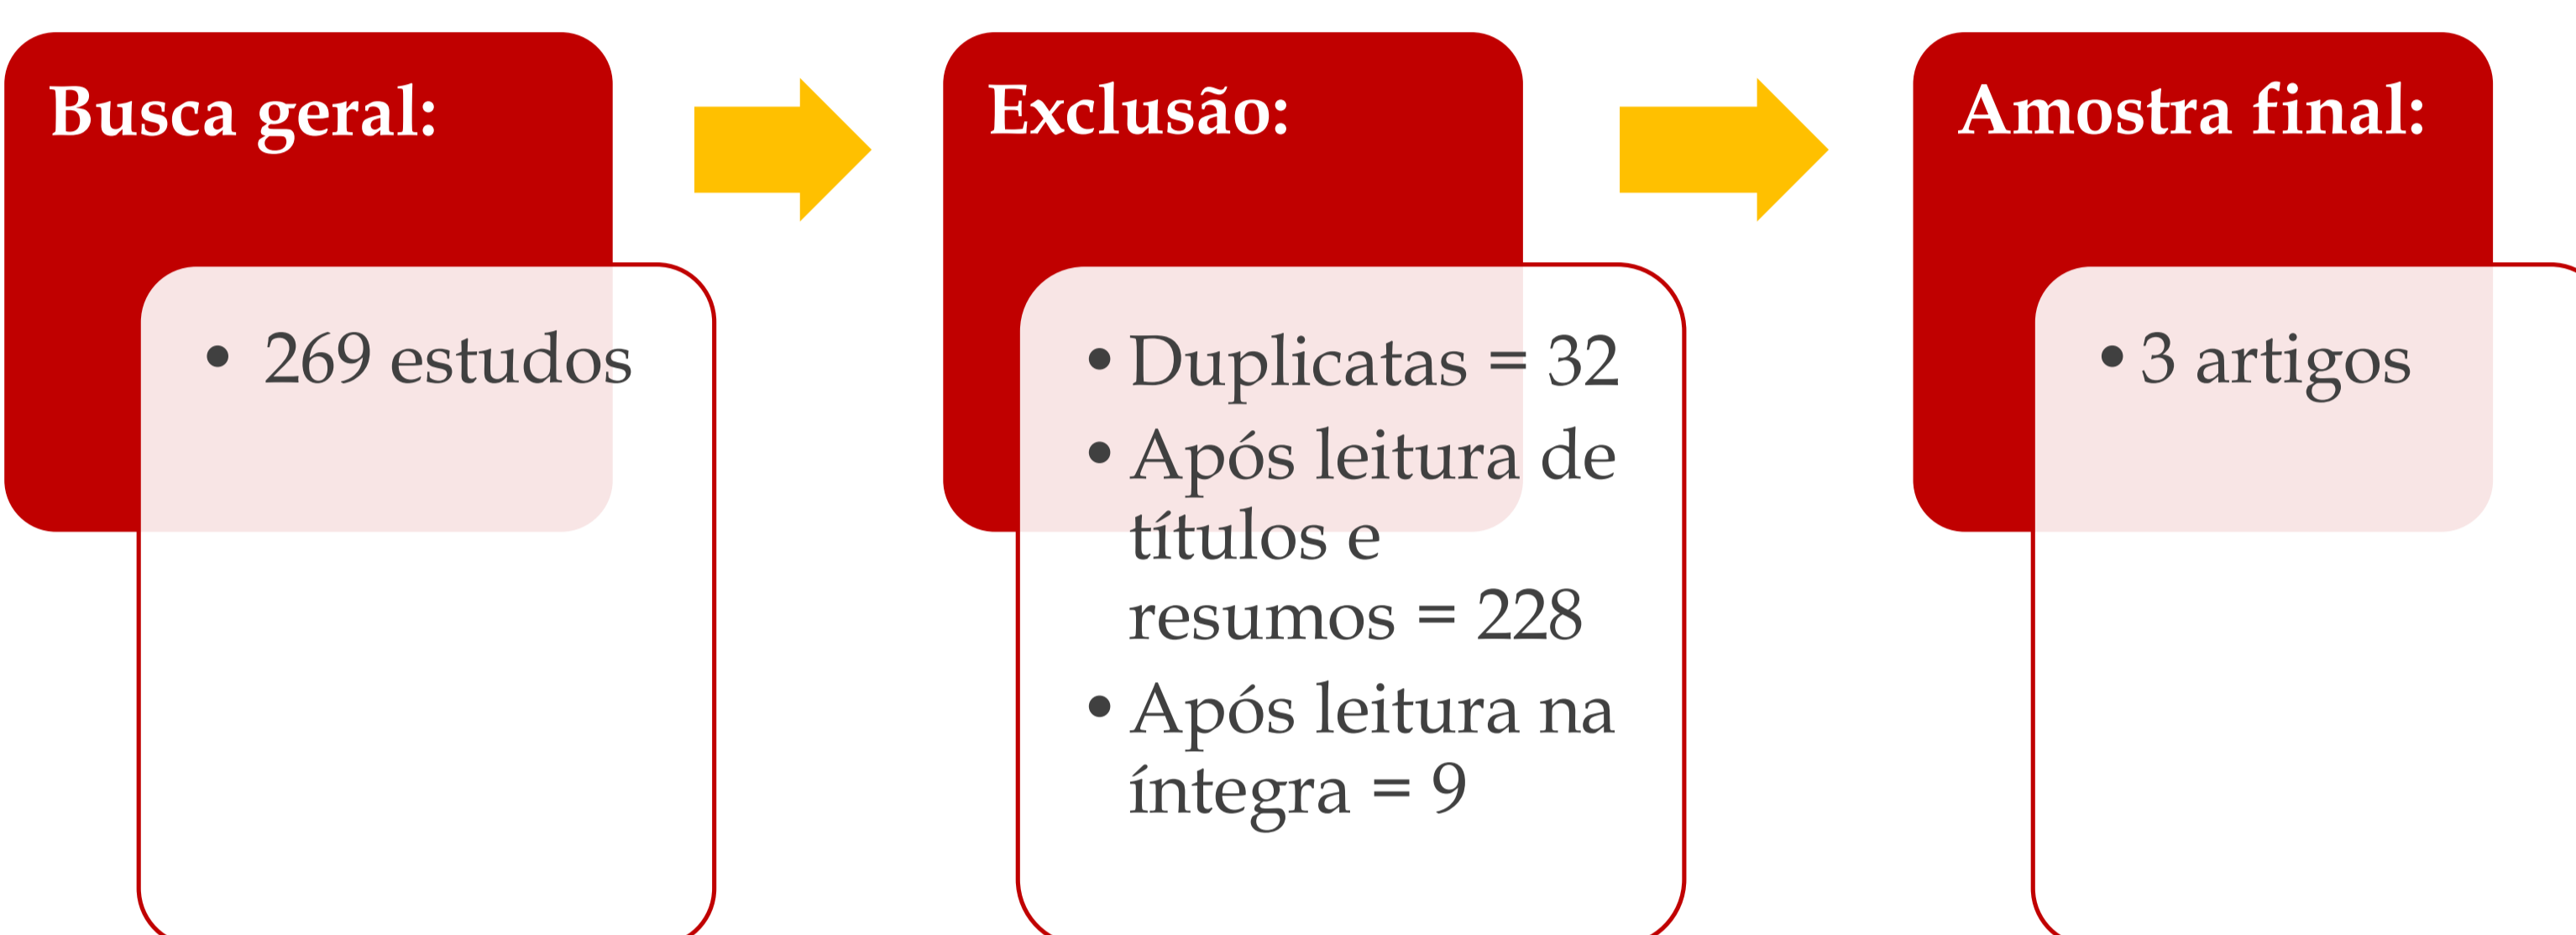 Busca geral:
• 269 estudos
Exclusão:
• Duplicatas = 32
• Após leitura de
títulos e
resumos = 228
• Após leitura na
íntegra = 9
Amostra final:
• 3 artigos